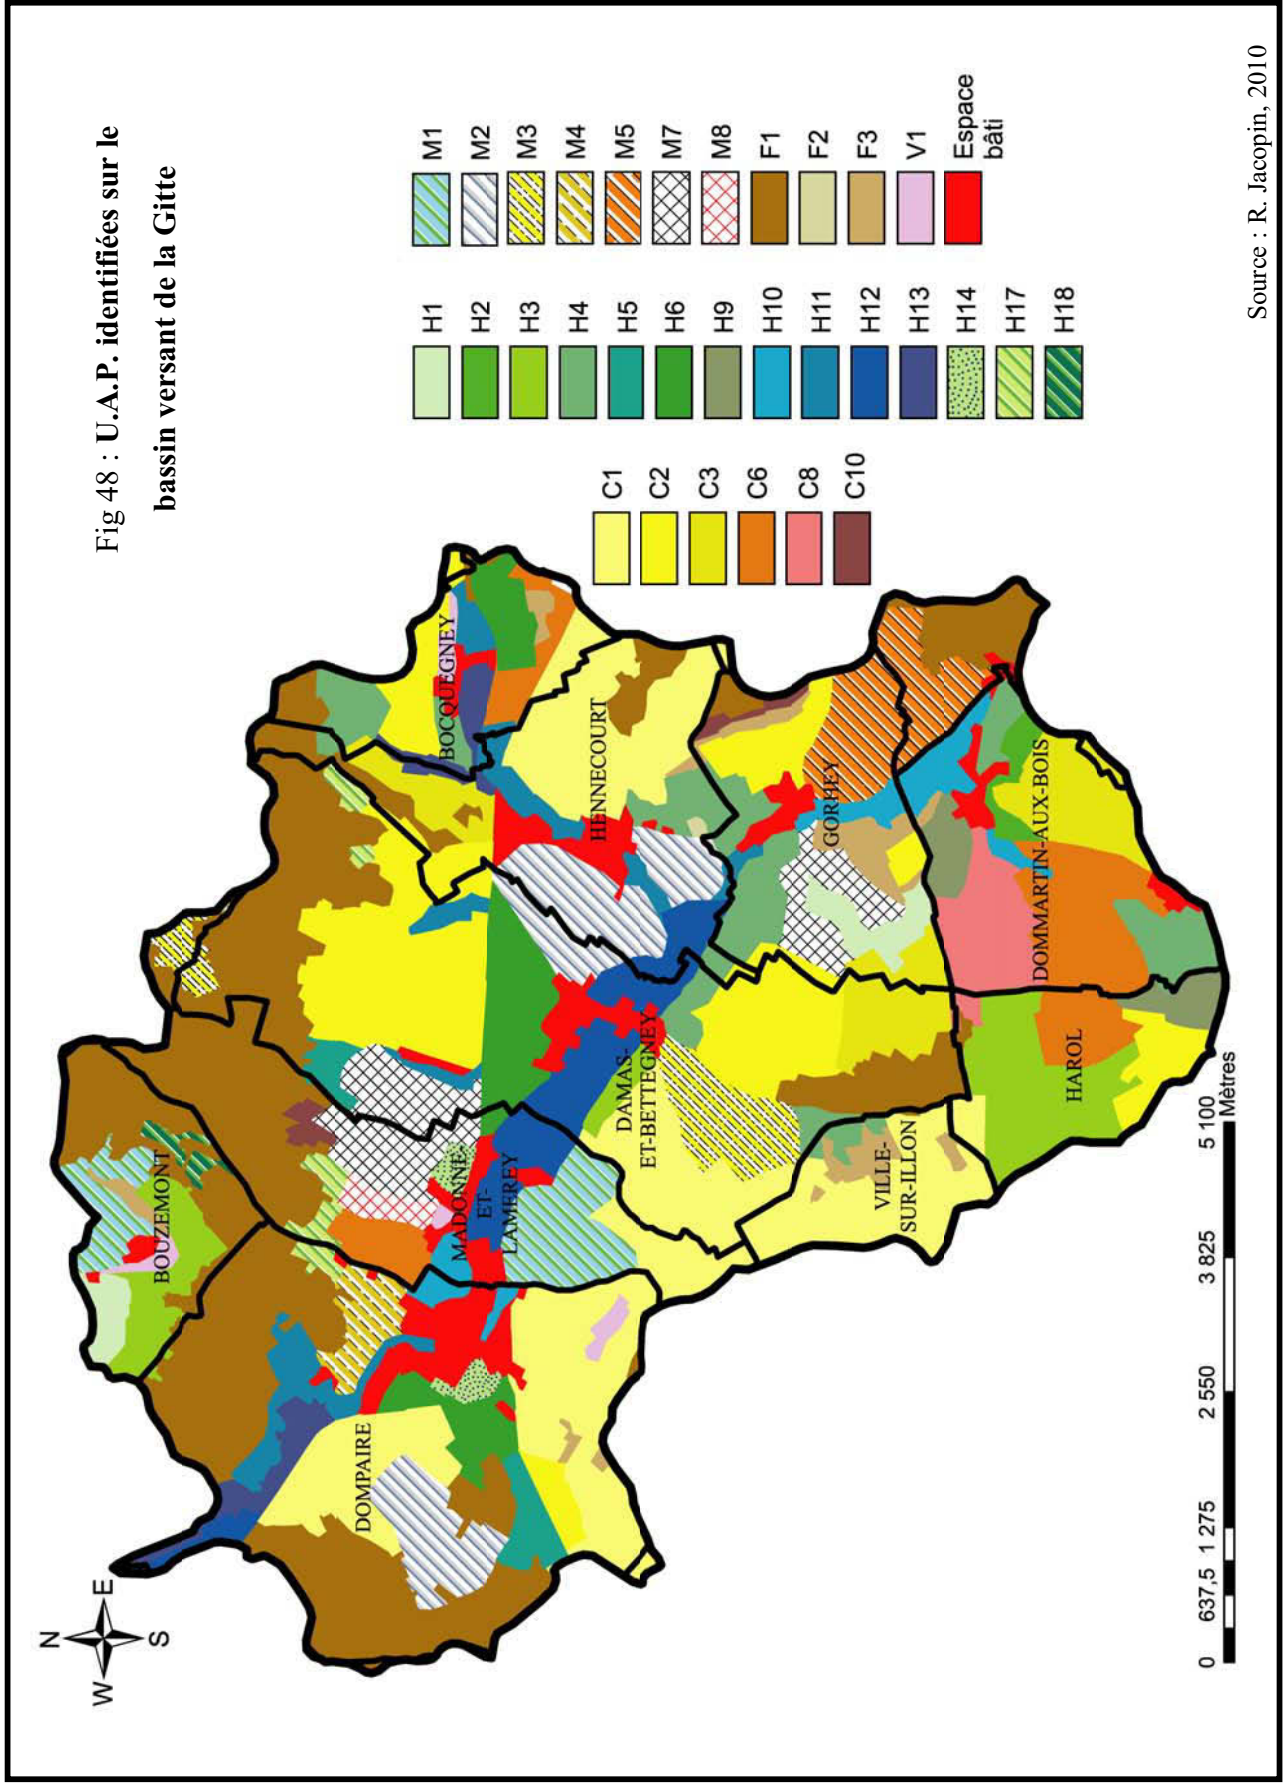 Fig 48 : U.A.P. identifiées sur le
bassin versant de la Gitte
N
W
E
S
BOUZEMONT
DOMPAIRE
MADONNE-
ET-
LAMEREY
BOCQUEGNEY
HENNECOURT
DAMAS-
ET-BETTEGNEY
GORHEY
VILLE-
SUR-ILLON
DOMMARTIN-AUX-BOIS
HAROL
C1
C2
C3
C6
C8
C10
H1
H2
H3
H4
H5
H6
H9
H10
H11
H12
H13
H14
H17
H18
M1
M2
M3
M4
M5
M7
M8
F1
F2
F3
V1
Espace
bâti
0 637,5 1 275 2 550 3 825 5 100
Mètres
Source : R. Jacopin, 2010